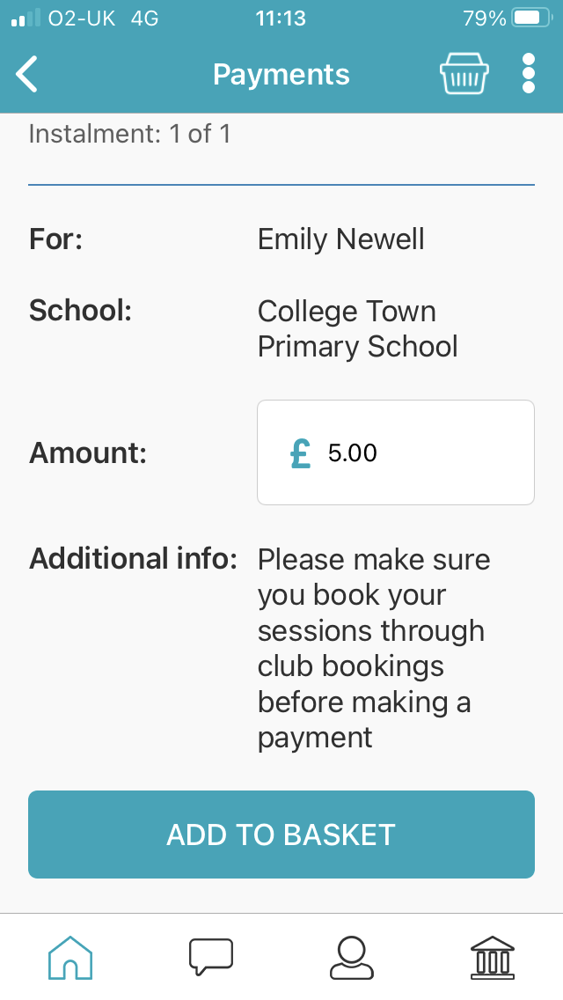 O2-UK 4G 11:13 79%
Payments
Instalment: 1 of 1
For: Emily Newell
School: College Town
Primary School
Amount: £ 5.00
Additional info: Please make sure
you book your
sessions through
club bookings
before making a
payment
ADD TO BASKET